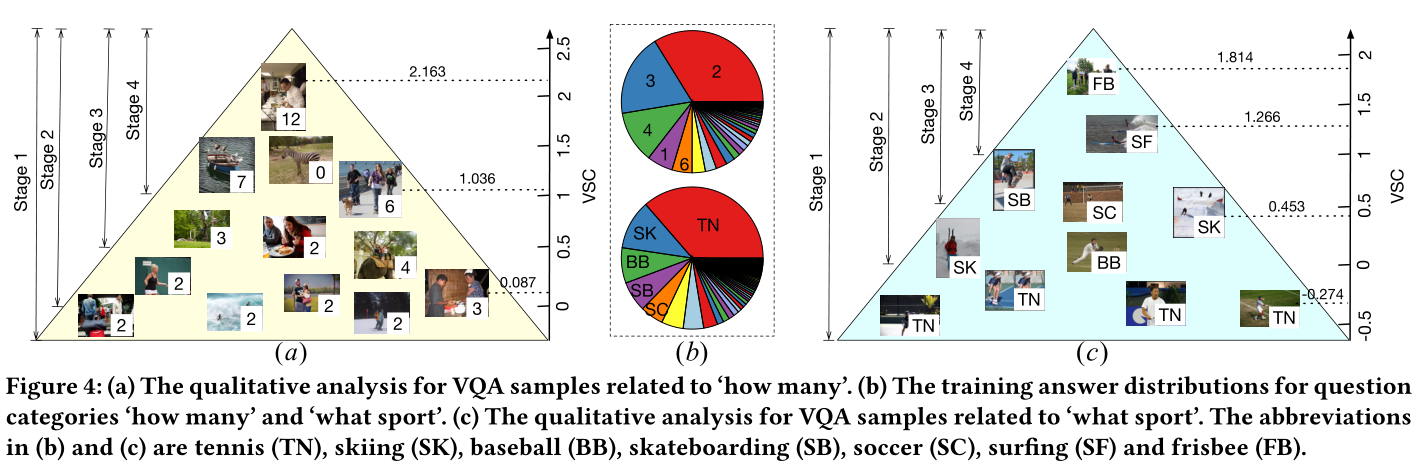 Stage 1
Stage 2
Stage 3
Stage 4
12
7
0
6
3
2
4
2
2
3
2
2
2
2.163
1.036
0.087
2.5
2
1.5
1
0.5
0
VSC
(a)
2
3
4
1
6
TN
SK
BB
SB
SC
(b)
Stage 1
Stage 2
Stage 3
Stage 4
FB
SF
SB
SC
SK
SK
BB
TN
TN
TN
TN
1.814
1.266
0.453
-0.274
2
1.5
1
0.5
0
-0.5
VSC
(c)
Figure 4: (a) The qualitative analysis for VQA samples related to ‘how many’. (b) The training answer distributions for question
categories ‘how many’ and ‘what sport’. (c) The qualitative analysis for VQA samples related to ‘what sport’. The abbreviations
in (b) and (c) are tennis (TN), skiing (SK), baseball (BB), skateboarding (SB), soccer (SC), surfing (SF) and frisbee (FB).